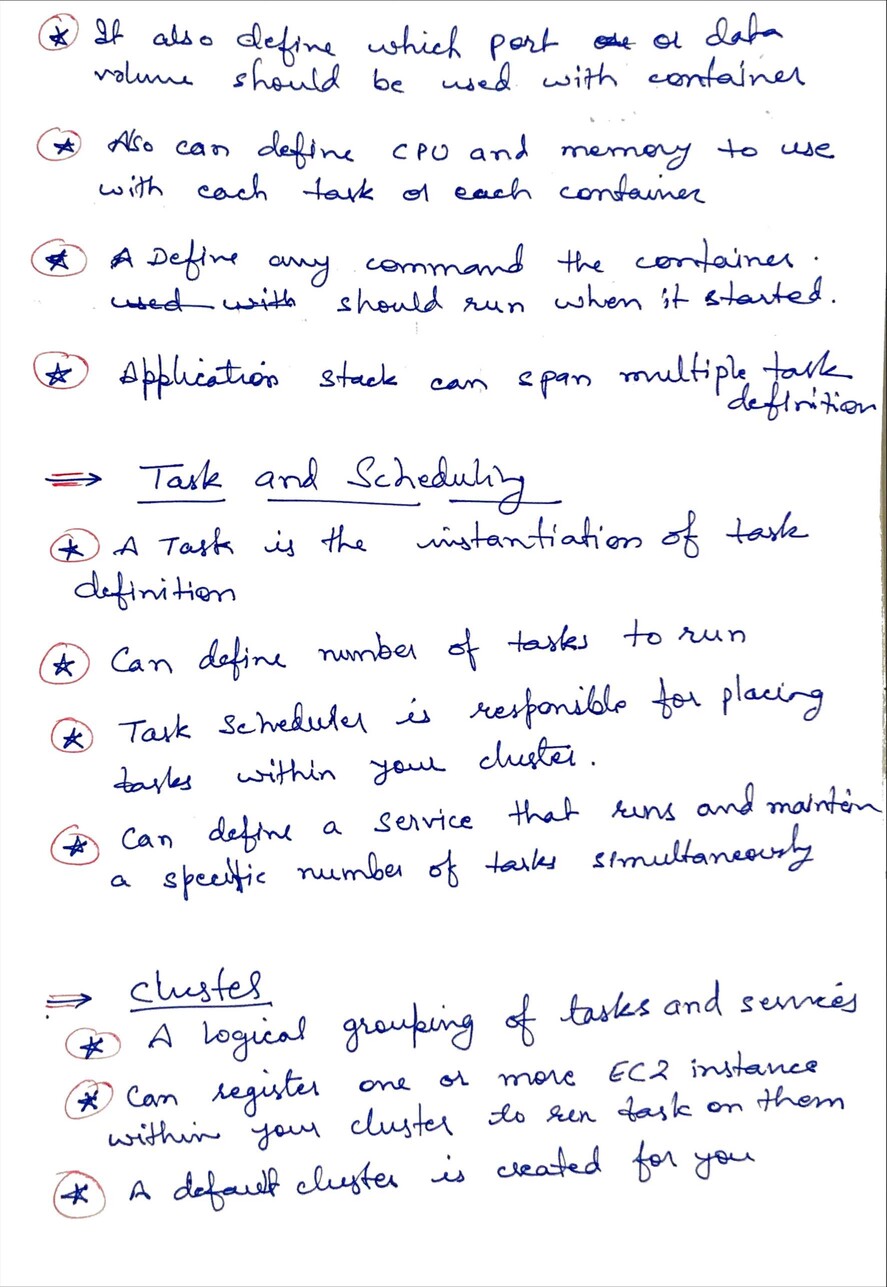 It also define which port or data
volume should be used with container
Also can define CPU and memory to use
with each task or each container
Define any command the container
should run when it started.
Application stack can span multiple task
definition
⇒ Task and Scheduling
A Task is the instantiation of task
definition
Can define number of tasks to run
Task Scheduler is responsible for placing
tasks within your cluster.
Can define a service that runs and maintain
a specific number of tasks simultaneously
⇒ Cluster
A Logical grouping of tasks and services
Can register one or more EC2 instance
within your cluster to run task on them
A default cluster is created for you